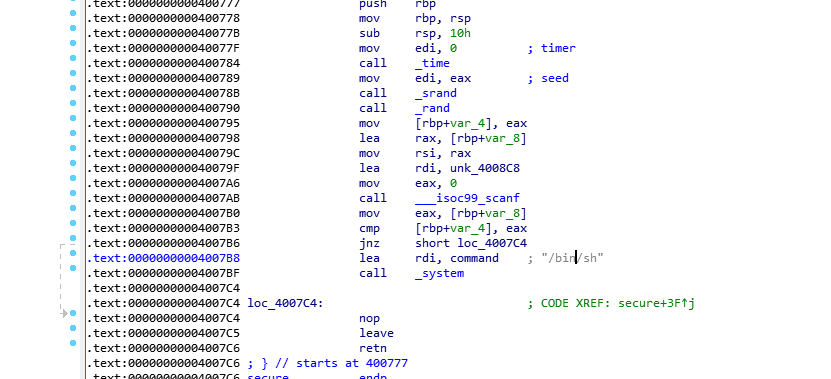 .text:0000000000400777 push rbp
.text:0000000000400778 mov rbp, rsp
.text:000000000040077B sub rsp, 10h
.text:000000000040077F mov edi, 0 ; timer
.text:0000000000400784 call _time
.text:0000000000400789 mov edi, eax ; seed
.text:000000000040078B call _srand
.text:0000000000400790 call _rand
.text:0000000000400795 mov [rbp+var_4], eax
.text:0000000000400798 lea rax, [rbp+var_8]
.text:000000000040079C mov rsi, rax
.text:000000000040079F lea rdi, unk_4008C8
.text:00000000004007A6 mov eax, 0
.text:00000000004007AB call ___isoc99_scanf
.text:00000000004007B0 mov eax, [rbp+var_8]
.text:00000000004007B3 cmp [rbp+var_4], eax
.text:00000000004007B6 jnz short loc_4007C4
.text:00000000004007B8 lea rdi, command ; "/bin/sh"
.text:00000000004007BF call _system
.text:00000000004007C4
.text:00000000004007C4 loc_4007C4: ; CODE XREF: secure+3F↑j
.text:00000000004007C4 nop
.text:00000000004007C5 leave
.text:00000000004007C6 retn
.text:00000000004007C6 ; } // starts at 400777
.text:00000000004007C6 secure endp